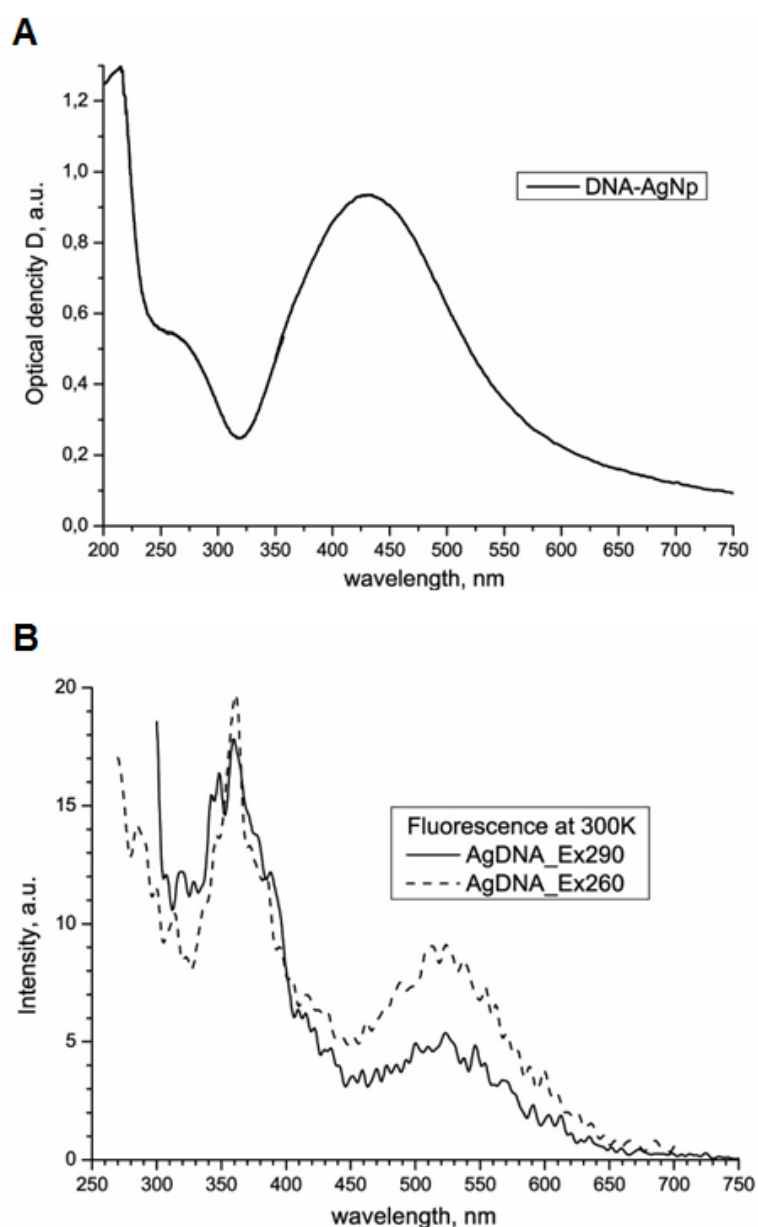 A
1,2
1,0
0,8
0,6
0,4
0,2
0,0
Optical dencity D, a.u.
DNA-AgNp
200 250 300 350 400 450 500 550 600 650 700 750
wavelength, nm
B
20
15
10
5
0
Intensity, a.u.
Fluorescence at 300K
AgDNA_Ex290
AgDNA_Ex260
250 300 350 400 450 500 550 600 650 700 750
wavelength, nm